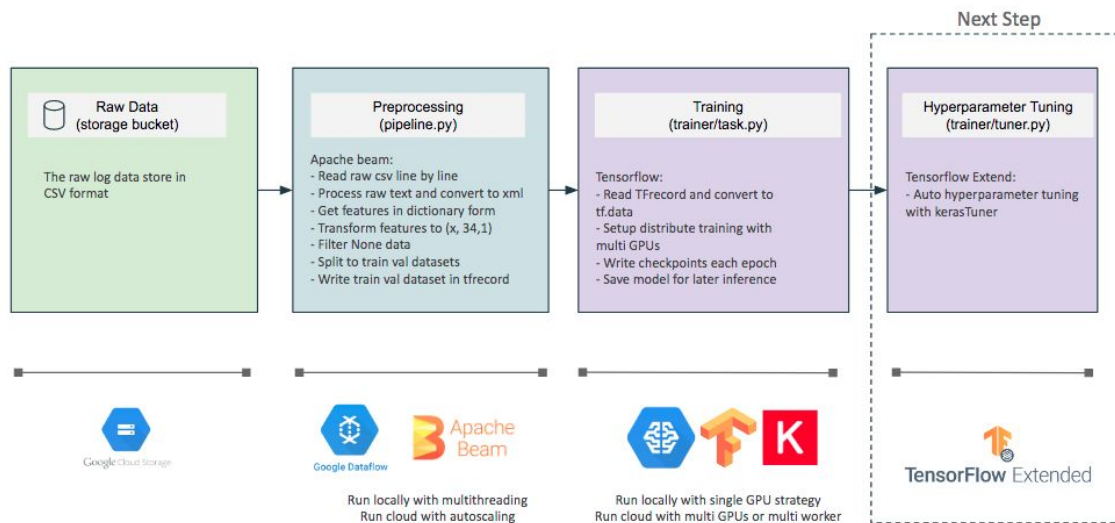 Next Step
Raw Data
(storage bucket)
The raw log data store in
CSV format
Preprocessing
(pipeline.py)
Apache beam:
- Read raw csv line by line
- Process raw text and convert to xml
- Get features in dictionary form
- Transform features to (x, 34,1)
- Filter None data
- Split to train val datasets
- Write train val dataset in tfrecord
Training
(trainer/task.py)
Tensorflow:
- Read TFrecord and convert to
tf.data
- Setup distribute training with
multi GPUs
- Write checkpoints each epoch
- Save model for later inference
Hyperparameter Tuning
(trainer/tuner.py)
Tensorflow Extend:
- Auto hyperparameter tuning
with kerasTuner
Google Cloud Storage
Google Dataflow
Apache
Beam
Run locally with multithreading
Run cloud with autoscaling
K
Run locally with single GPU strategy
Run cloud with multi GPUs or multi worker
TensorFlow Extended